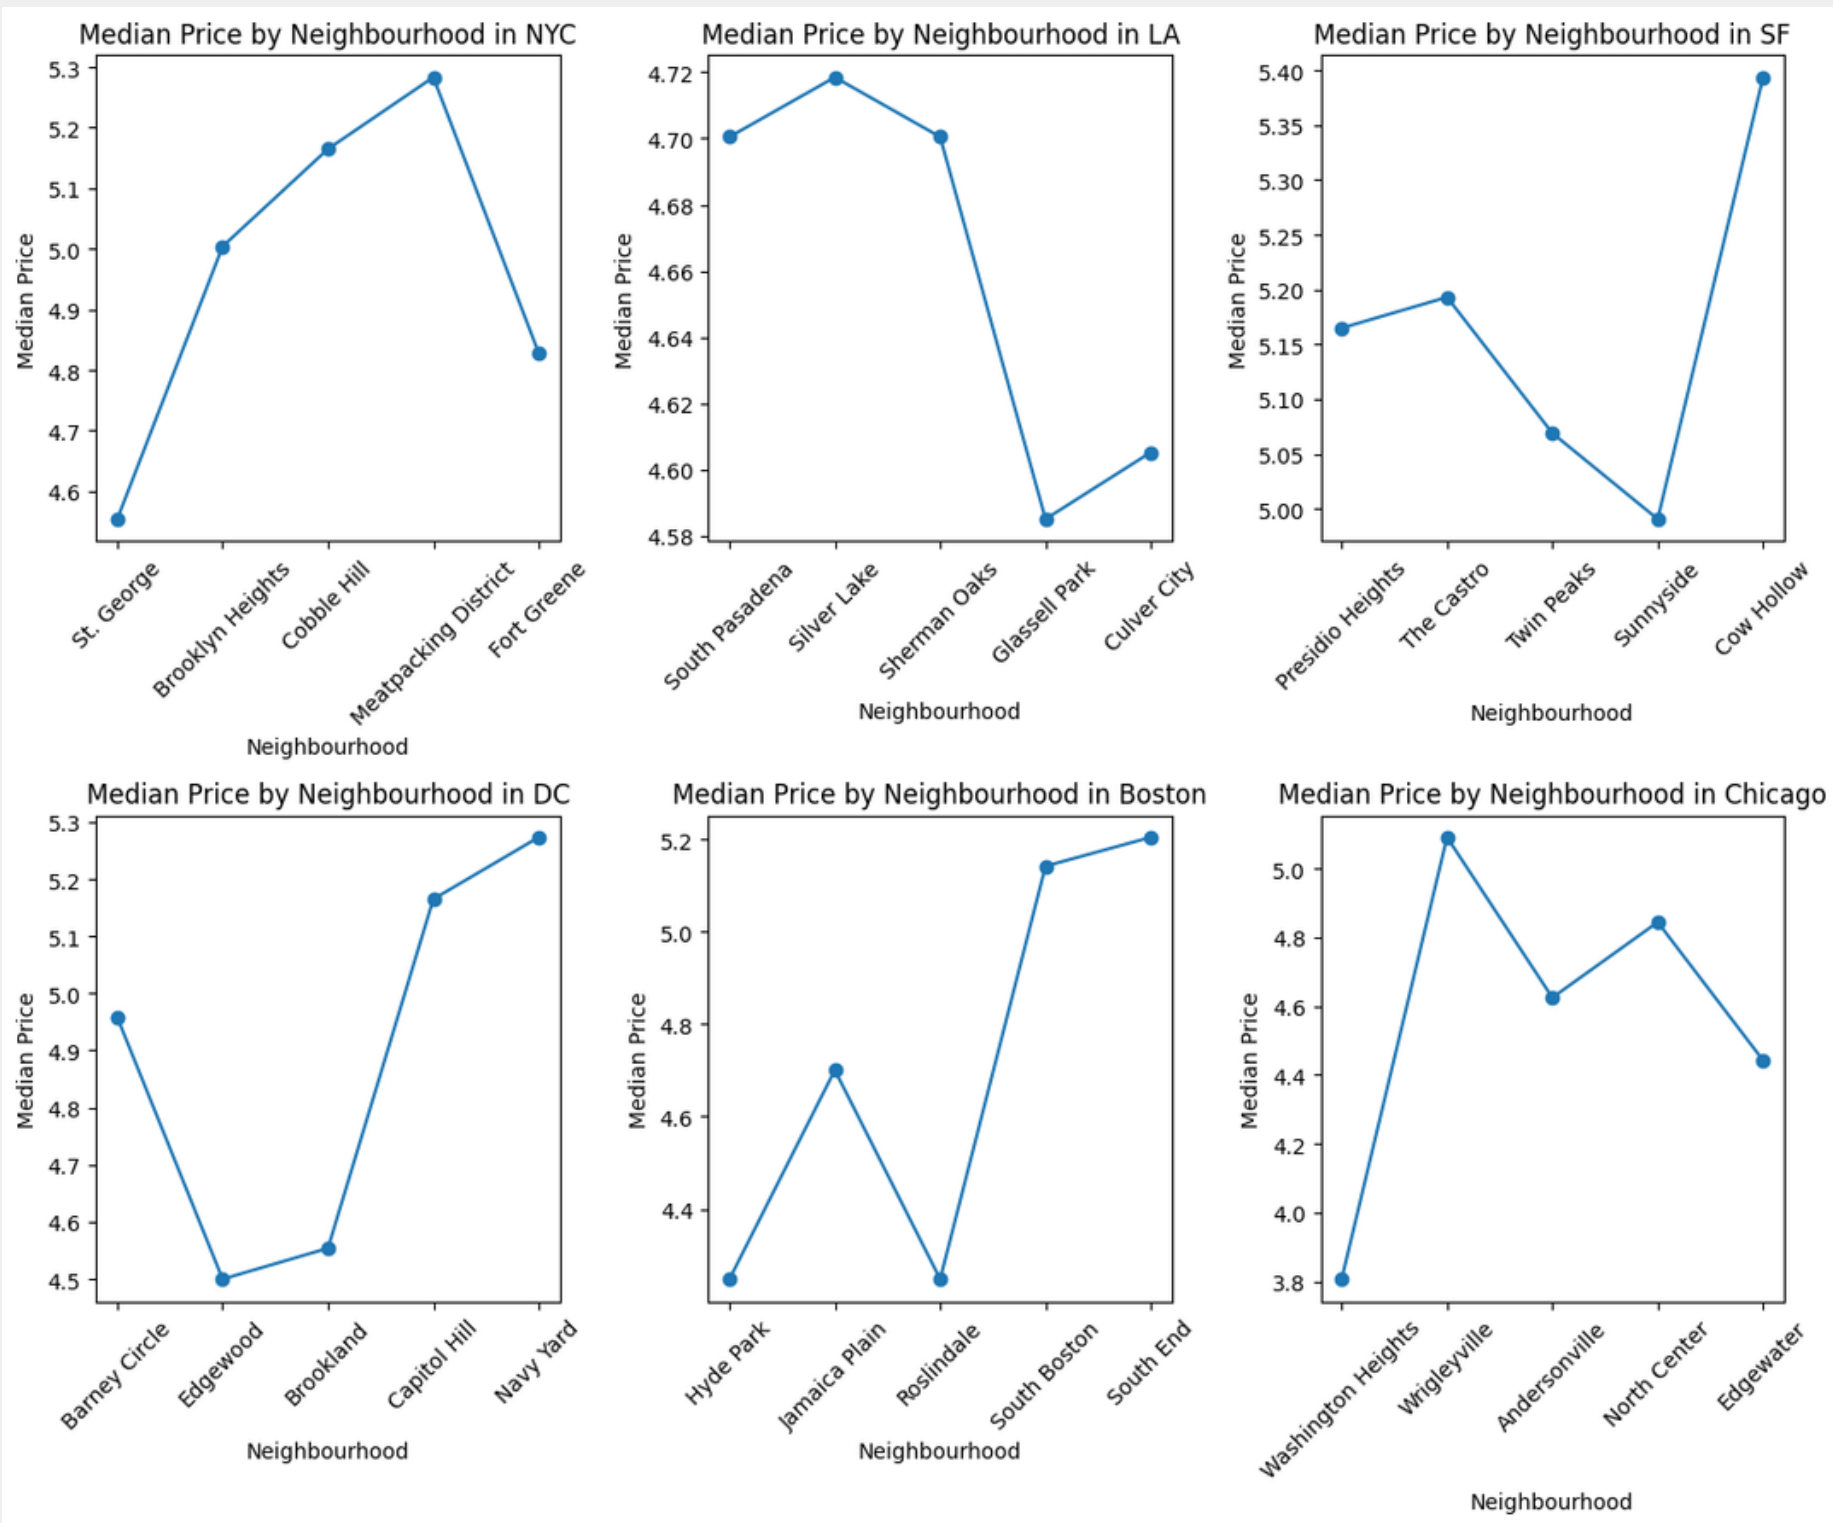 Median Price by Neighbourhood in NYC
Median Price
5.3
5.2
5.1
5.0
4.9
4.8
4.7
4.6
St. George
Brooklyn Heights
Cobble Hill
Meatpacking District
Fort Greene
Neighbourhood
Median Price by Neighbourhood in LA
Median Price
4.72
4.70
4.68
4.66
4.64
4.62
4.60
4.58
South Pasadena
Silver Lake
Sherman Oaks
Glassell Park
Culver City
Neighbourhood
Median Price by Neighbourhood in SF
Median Price
5.40
5.35
5.30
5.25
5.20
5.15
5.10
5.05
5.00
Presidio Heights
The Castro
Twin Peaks
Sunnyside
Cow Hollow
Neighbourhood
Median Price by Neighbourhood in DC
Median Price
5.3
5.2
5.1
5.0
4.9
4.8
4.7
4.6
4.5
Barney Circle
Edgewood
Brookland
Capitol Hill
Navy Yard
Neighbourhood
Median Price by Neighbourhood in Boston
Median Price
5.2
5.0
4.8
4.6
4.4
Hyde Park
Jamaica Plain
Roslindale
South Boston
South End
Neighbourhood
Median Price by Neighbourhood in Chicago
Median Price
5.0
4.8
4.6
4.4
4.2
4.0
3.8
Washington Heights
Wrigleyville
Andersonville
North Center
Edgewater
Neighbourhood